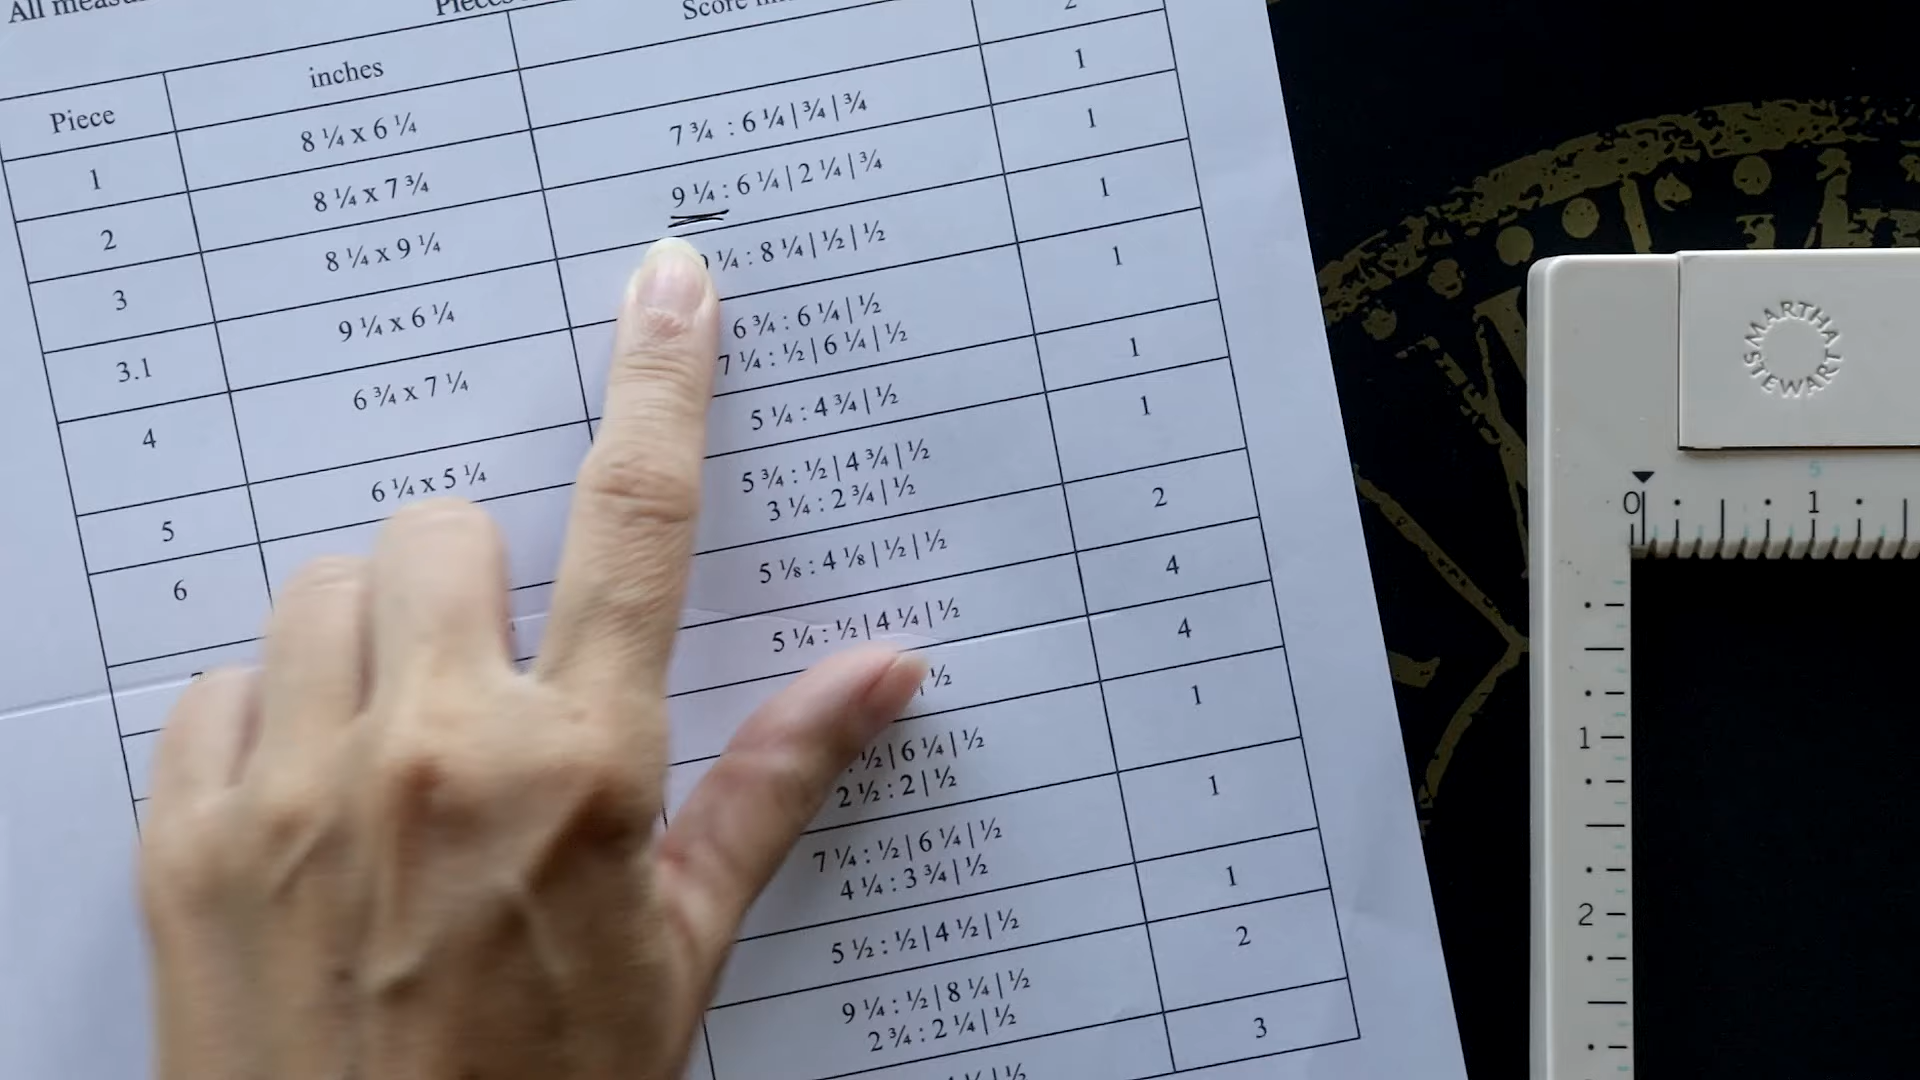 All
Pieces
Score
Piece
inches
1
8 ¼ x 6 ¼
2
2
8 ¼ x 7 ¾
7 ¾ : 6 ¼ | ¾ | ¾
1
3
8 ¼ x 9 ¼
9 ¼ : 6 ¼ | 2 ¼ | ¾
1
3.1
9 ¼ x 6 ¼
¼ : 8 ¼ | ½ | ½
1
4
6 ¾ x 7 ¼
6 ¾ : 6 ¼ | ½
7 ¼ : ½ | 6 ¼ | ½
1
5
6 ¼ x 5 ¼
5 ¼ : 4 ¾ | ½
1
6
5 ¾ : ½ | 4 ¾ | ½
3 ¼ : 2 ¾ | ½
1
5 ⅛ : 4 ⅛ | ½ | ½
2
5 ¼ : ½ | 4 ¼ | ½
4
| ½
4
: ½ | 6 ¼ | ½
2 ½ : 2 | ½
1
7 ¼ : ½ | 6 ¼ | ½
4 ¼ : 3 ¾ | ½
1
5 ½ : ½ | 4 ½ | ½
1
9 ¼ : ½ | 8 ¼ | ½
2 ¾ : 2 ¼ | ½
2
3
MARTHA STEWART
5
0 1
1
2